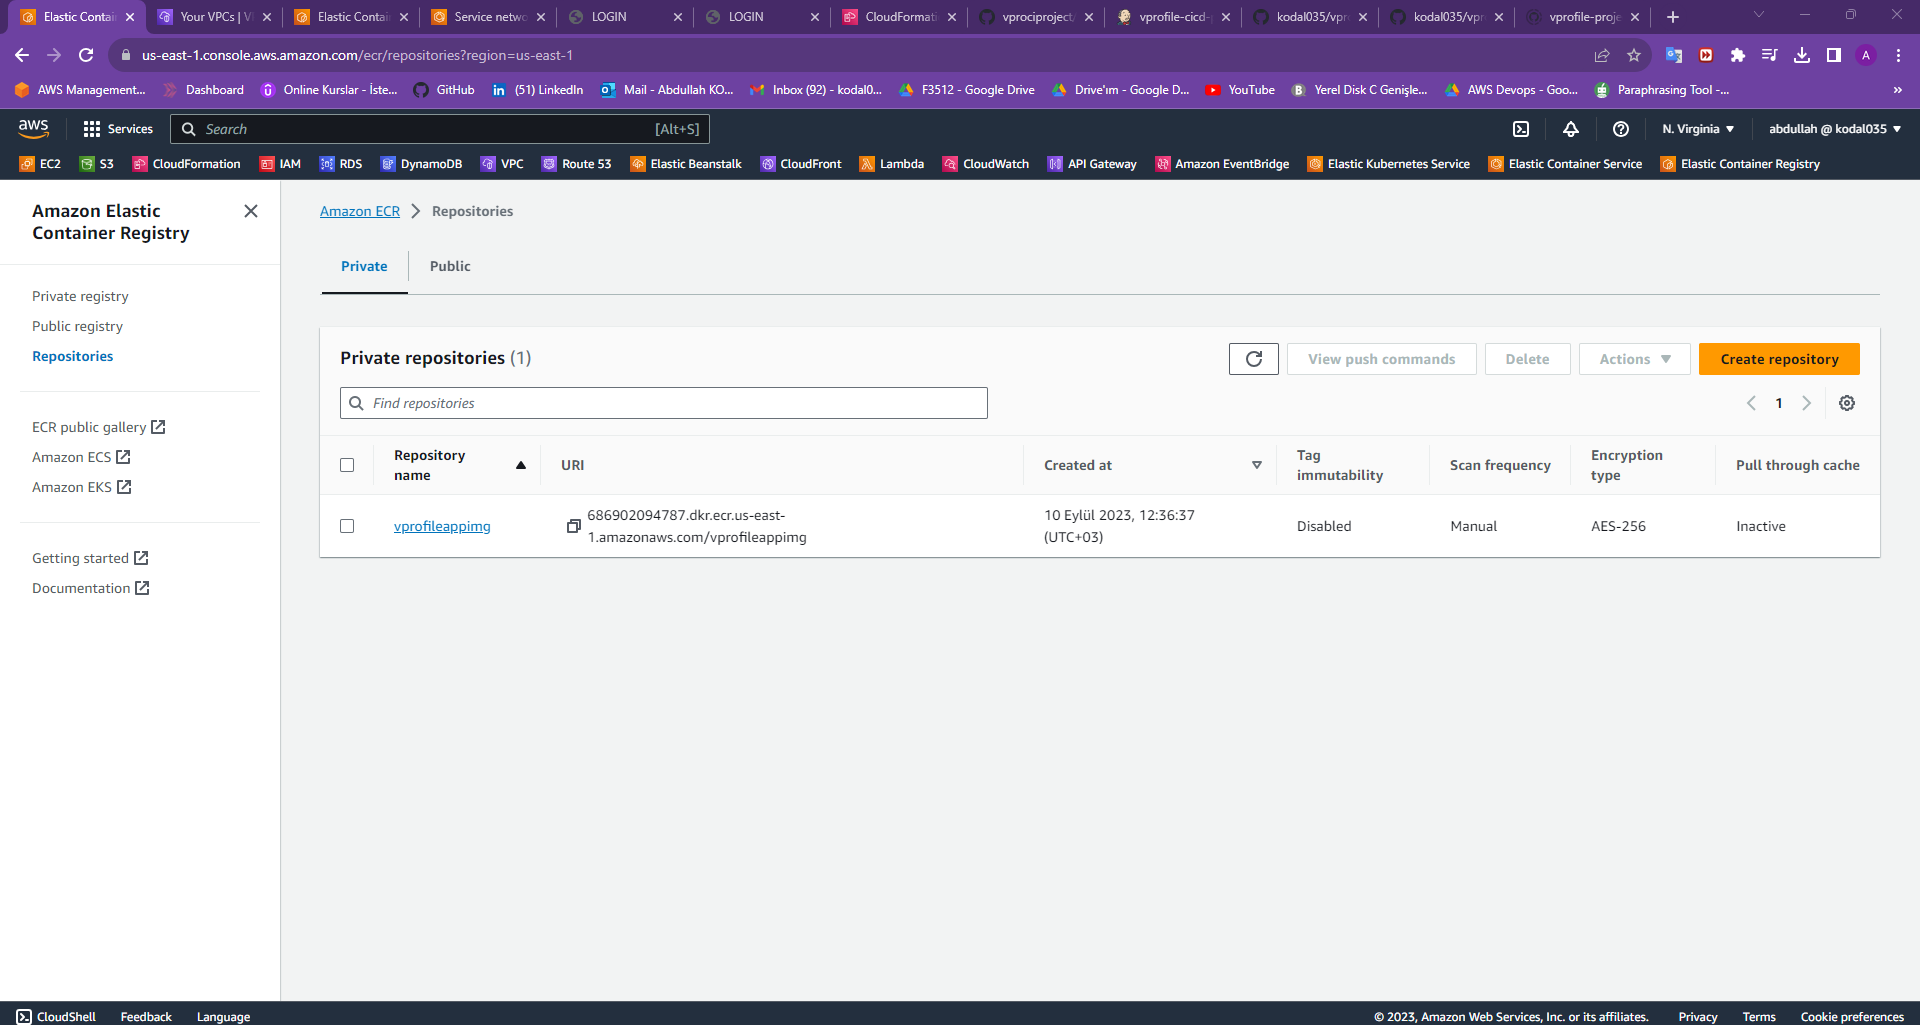 Elastic Contai
Your VPCs | V
Elastic Contai
Service netwo
LOGIN
LOGIN
CloudFormati
vprociproject/
vprofile-cicd-p
kodal035/vpr
kodal035/vpr
vprofile-proje
us-east-1.console.aws.amazon.com/ecr/repositories?region=us-east-1
A
AWS Management...
Dashboard
Online Kurslar - İste...
GitHub
(51) LinkedIn
Mail - Abdullah KO...
Inbox (92) - kodal0...
F3512 - Google Drive
Drive'ım - Google D...
YouTube
Yerel Disk C Genişle...
AWS Devops - Goo...
Paraphrasing Tool -...
»
aws
Services
Search
[Alt+S]
N. Virginia
abdullah @ kodal035
EC2
S3
CloudFormation
IAM
RDS
DynamoDB
VPC
Route 53
Elastic Beanstalk
CloudFront
Lambda
CloudWatch
API Gateway
Amazon EventBridge
Elastic Kubernetes Service
Elastic Container Service
Elastic Container Registry
Amazon Elastic
Container Registry
Private registry
Public registry
Repositories
ECR public gallery
Amazon ECS
Amazon EKS
Getting started
Documentation
Amazon ECR
Repositories
Private
Public
Private repositories (1)
View push commands
Delete
Actions
Create repository
Find repositories
1
Repository
name
URI
Created at
Tag
immutability
Scan frequency
Encryption
type
Pull through cache
vprofileappimg
686902094787.dkr.ecr.us-east-
1.amazonaws.com/vprofileappimg
10 Eylül 2023, 12:36:37
(UTC+03)
Disabled
Manual
AES-256
Inactive
CloudShell
Feedback
Language
© 2023, Amazon Web Services, Inc. or its affiliates.
Privacy
Terms
Cookie preferences